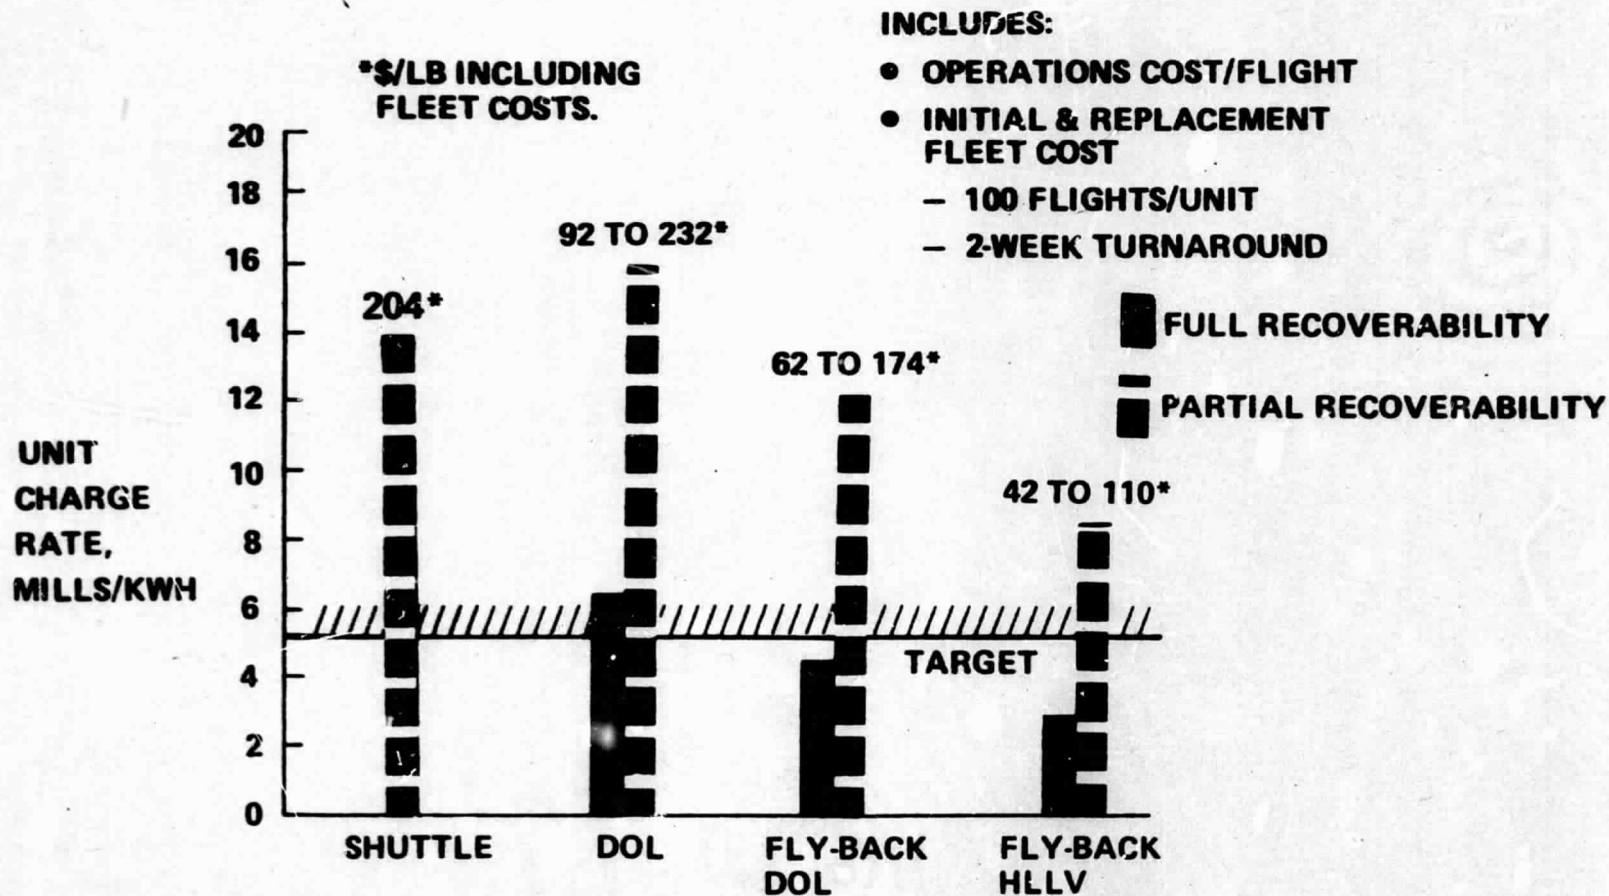 INCLUDES:
• OPERATIONS COST/FLIGHT
• INITIAL & REPLACEMENT
FLEET COST
– 100 FLIGHTS/UNIT
– 2-WEEK TURNAROUND
*$/LB INCLUDING
FLEET COSTS.
FULL RECOVERABILITY
PARTIAL RECOVERABILITY
UNIT
CHARGE
RATE,
MILLS/KWH
20
18
16
14
12
10
8
6
4
2
0
204*
92 TO 232*
62 TO 174*
42 TO 110*
TARGET
SHUTTLE
DOL
FLY-BACK
DOL
FLY-BACK
HLLV